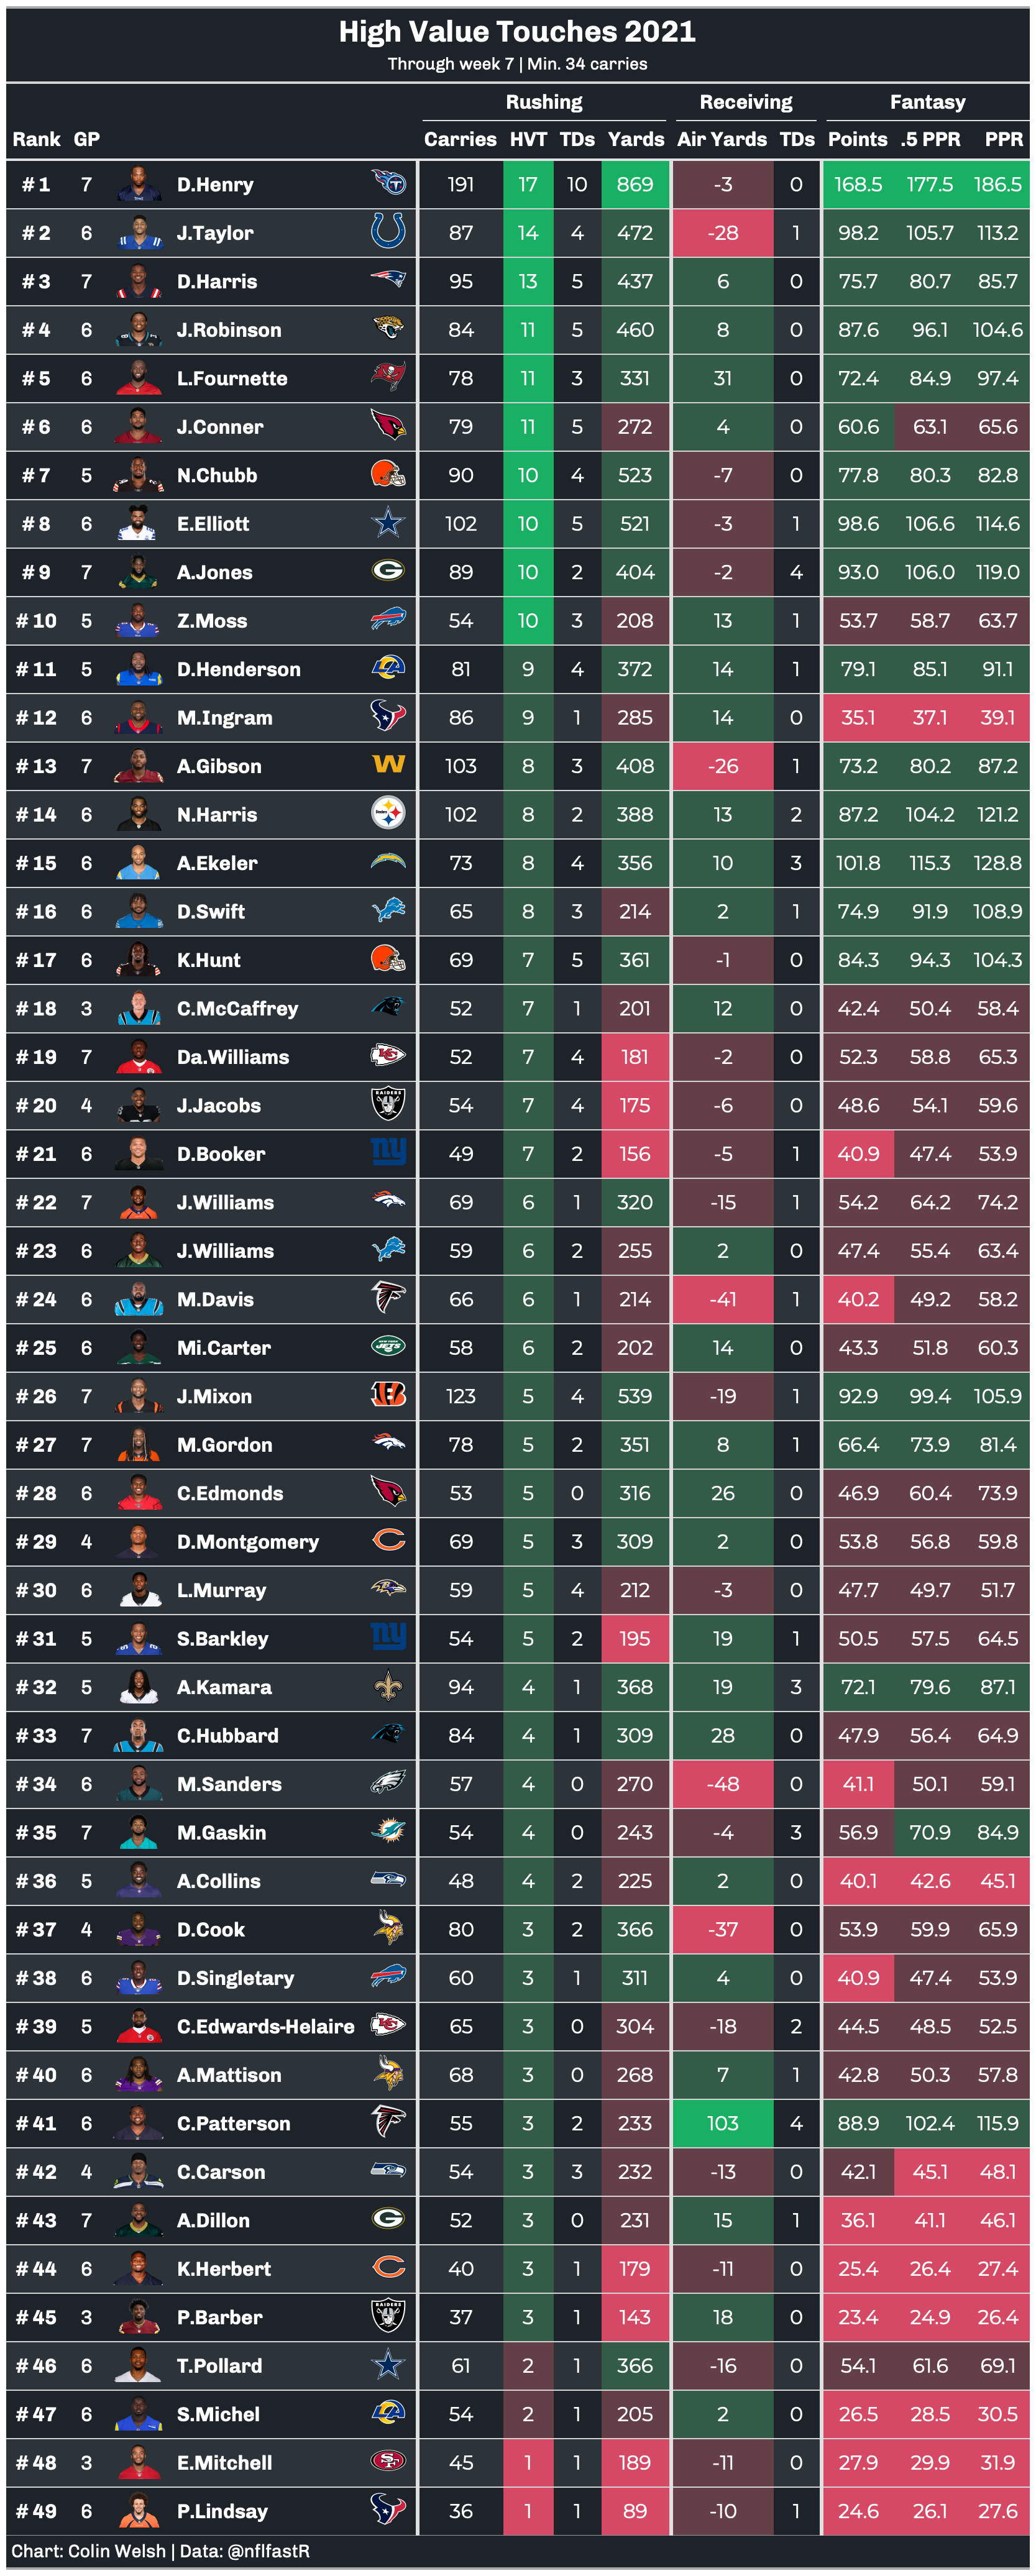 High Value Touches 2021
Through week 7 | Min. 34 carries
Rushing Receiving Fantasy
Rank GP Carries HVT TDs Yards Air Yards TDs Points .5 PPR PPR
# 1 7 D.Henry 191 17 10 869 -3 0 168.5 177.5 186.5
# 2 6 J.Taylor 87 14 4 472 -28 1 98.2 105.7 113.2
# 3 7 D.Harris 95 13 5 437 6 0 75.7 80.7 85.7
# 4 6 J.Robinson 84 11 5 460 8 0 87.6 96.1 104.6
# 5 6 L.Fournette 78 11 3 331 31 0 72.4 84.9 97.4
# 6 6 J.Conner 79 11 5 272 4 0 60.6 63.1 65.6
# 7 5 N.Chubb 90 10 4 523 -7 0 77.8 80.3 82.8
# 8 6 E.Elliott 102 10 5 521 -3 1 98.6 106.6 114.6
# 9 7 A.Jones 89 10 2 404 -2 4 93.0 106.0 119.0
# 10 5 Z.Moss 54 10 3 208 13 1 53.7 58.7 63.7
# 11 5 D.Henderson 81 9 4 372 14 1 79.1 85.1 91.1
# 12 6 M.Ingram 86 9 1 285 14 0 35.1 37.1 39.1
# 13 7 A.Gibson 103 8 3 408 -26 1 73.2 80.2 87.2
# 14 6 N.Harris 102 8 2 388 13 2 87.2 104.2 121.2
# 15 6 A.Ekeler 73 8 4 356 10 3 101.8 115.3 128.8
# 16 6 D.Swift 65 8 3 214 2 1 74.9 91.9 108.9
# 17 6 K.Hunt 69 7 5 361 -1 0 84.3 94.3 104.3
# 18 3 C.McCaffrey 52 7 1 201 12 0 42.4 50.4 58.4
# 19 7 Da.Williams 52 7 4 181 -2 0 52.3 58.8 65.3
# 20 4 J.Jacobs RAIDERS 54 7 4 175 -6 0 48.6 54.1 59.6
# 21 6 D.Booker ny 49 7 2 156 -5 1 40.9 47.4 53.9
# 22 7 J.Williams 69 6 1 320 -15 1 54.2 64.2 74.2
# 23 6 J.Williams 59 6 2 255 2 0 47.4 55.4 63.4
# 24 6 M.Davis 66 6 1 214 -41 1 40.2 49.2 58.2
# 25 6 Mi.Carter JETS 58 6 2 202 14 0 43.3 51.8 60.3
# 26 7 J.Mixon 123 5 4 539 -19 1 92.9 99.4 105.9
# 27 7 M.Gordon 78 5 2 351 8 1 66.4 73.9 81.4
# 28 6 C.Edmonds 53 5 0 316 26 0 46.9 60.4 73.9
# 29 4 D.Montgomery 69 5 3 309 2 0 53.8 56.8 59.8
# 30 6 L.Murray 59 5 4 212 -3 0 47.7 49.7 51.7
# 31 5 S.Barkley ny 54 5 2 195 19 1 50.5 57.5 64.5
# 32 5 A.Kamara 94 4 1 368 19 3 72.1 79.6 87.1
# 33 7 C.Hubbard 84 4 1 309 28 0 47.9 56.4 64.9
# 34 6 M.Sanders 57 4 0 270 -48 0 41.1 50.1 59.1
# 35 7 M.Gaskin 54 4 0 243 -4 3 56.9 70.9 84.9
# 36 5 A.Collins 48 4 2 225 2 0 40.1 42.6 45.1
# 37 4 D.Cook 80 3 2 366 -37 0 53.9 59.9 65.9
# 38 6 D.Singletary 60 3 1 311 4 0 40.9 47.4 53.9
# 39 5 C.Edwards-Helaire 65 3 0 304 -18 2 44.5 48.5 52.5
# 40 6 A.Mattison 68 3 0 268 7 1 42.8 50.3 57.8
# 41 6 C.Patterson 55 3 2 233 103 4 88.9 102.4 115.9
# 42 4 C.Carson 54 3 3 232 -13 0 42.1 45.1 48.1
# 43 7 A.Dillon 52 3 0 231 15 1 36.1 41.1 46.1
# 44 6 K.Herbert 40 3 1 179 -11 0 25.4 26.4 27.4
# 45 3 P.Barber RAIDERS 37 3 1 143 18 0 23.4 24.9 26.4
# 46 6 T.Pollard 61 2 1 366 -16 0 54.1 61.6 69.1
# 47 6 S.Michel 54 2 1 205 2 0 26.5 28.5 30.5
# 48 3 E.Mitchell 45 1 1 189 -11 0 27.9 29.9 31.9
# 49 6 P.Lindsay 36 1 1 89 -10 1 24.6 26.1 27.6
Chart: Colin Welsh | Data: @nflfastR